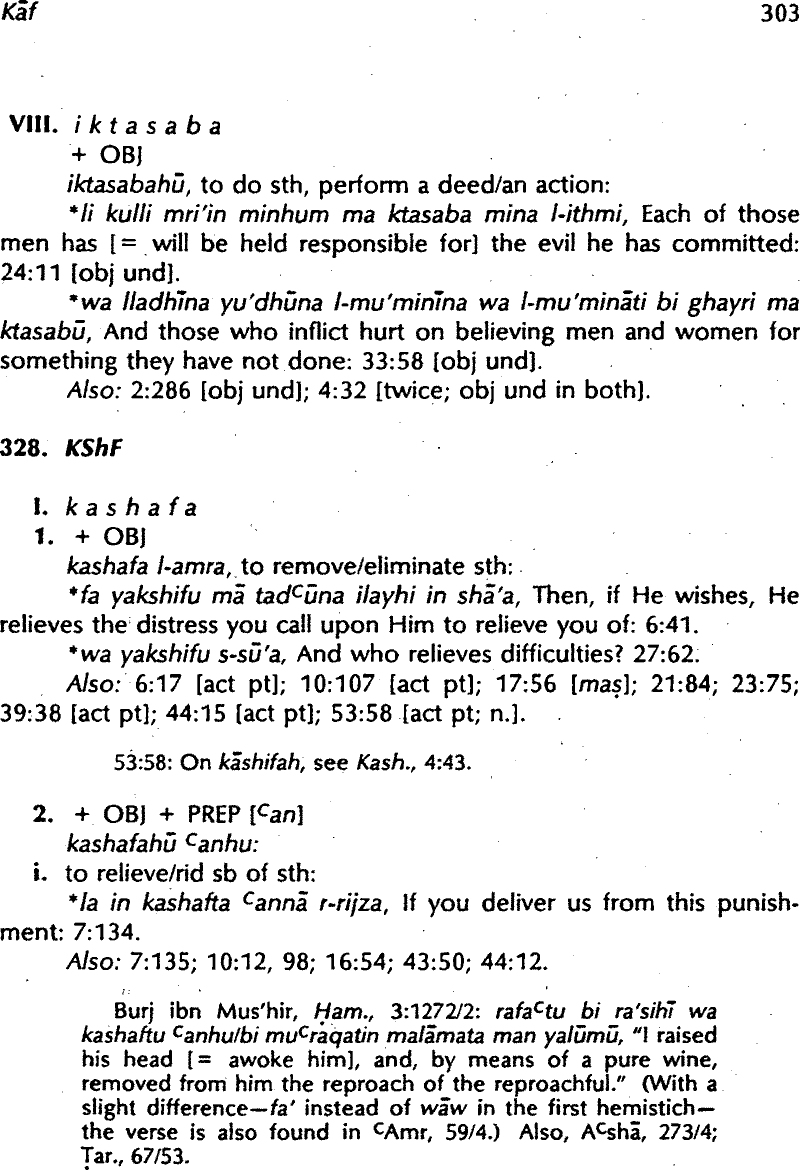 Kāf 303
VIII. i k t a s a b a
+ OBJ
iktasabahū, to do sth, perform a deed/an action:
*li kulli mri'in minhum ma ktasaba mina l-ithmi, Each of those
men has [= will be held responsible for] the evil he has committed:
24:11 [obj und].
*wa lladhīna yu'dhūna l-mu'minīna wa l-mu'mināti bi ghayri ma
ktasabū, And those who inflict hurt on believing men and women for
something they have not done: 33:58 [obj und].
Also: 2:286 [obj und]; 4:32 [twice; obj und in both].
328. KShF
I. k a s h a f a
1. + OBJ
kashafa l-amra, to remove/eliminate sth:
*fa yakshifu mā tadᶜūna ilayhi in shā'a, Then, if He wishes, He
relieves the distress you call upon Him to relieve you of: 6:41.
*wa yakshifu s-sū'a, And who relieves difficulties? 27:62.
Also: 6:17 [act pt]; 10:107 [act pt]; 17:56 [maṣ]; 21:84; 23:75;
39:38 [act pt]; 44:15 [act pt]; 53:58 [act pt; n.].
53:58: On kāshifah, see Kash., 4:43.
2. + OBJ + PREP [ᶜan]
kashafahū ᶜanhu:
i. to relieve/rid sb of sth:
*la in kashafta ᶜannā r-rijza, If you deliver us from this punish-
ment: 7:134.
Also: 7:135; 10:12, 98; 16:54; 43:50; 44:12.
Burj ibn Mus'hir, Ḥam., 3:1272/2: rafaᶜtu bi ra'sihī wa
kashaftu ᶜanhu/bi muᶜraqatin malāmata man yalūmū, "I raised
his head [= awoke him], and, by means of a pure wine,
removed from him the reproach of the reproachful." (With a
slight difference—fa' instead of wāw in the first hemistich—
the verse is also found in ᶜAmr, 59/4.) Also, Aᶜshā, 273/4;
Ṭar., 67/53.